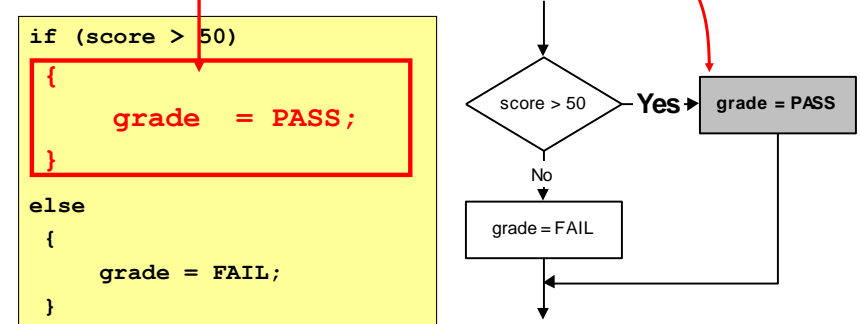 if (score > 50)
{
grade = PASS;
}
else
{
grade = FAIL;
}
score > 50
Yes
grade = PASS
No
grade = FAIL